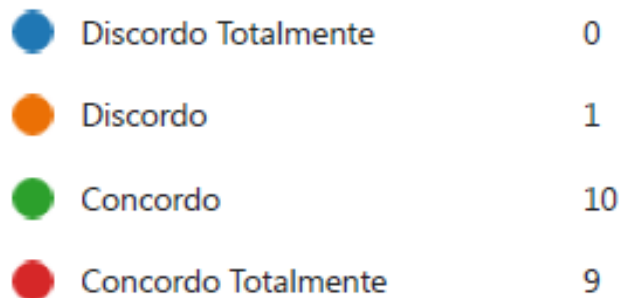 Discordo Totalmente 0
Discordo 1
Concordo 10
Concordo Totalmente 9